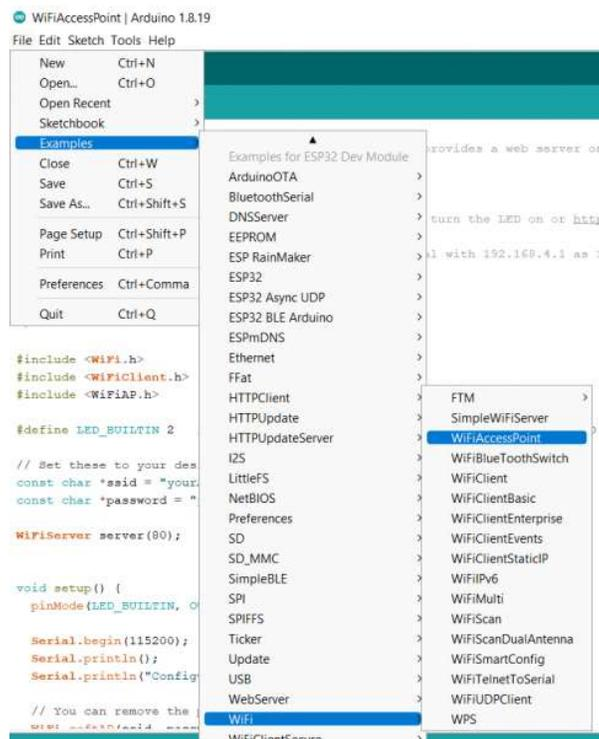 WiFiAccessPoint | Arduino 1.8.19
File Edit Sketch Tools Help
New Ctrl+N
Open... Ctrl+O
Open Recent
Sketchbook
Examples
Close Ctrl+W
Save Ctrl+S
Save As... Ctrl+Shift+S
Page Setup Ctrl+Shift+P
Print Ctrl+P
Preferences Ctrl+Comma
Quit Ctrl+Q
Examples for ESP32 Dev Module
ArduinoOTA
BluetoothSerial
DNSServer
EEPROM
ESP RainMaker
ESP32
ESP32 Async UDP
ESP32 BLE Arduino
ESPmDNS
Ethernet
FFat
HTTPClient
HTTPUpdate
HTTPUpdateServer
I2S
LittleFS
NetBIOS
Preferences
SD
SD_MMC
SimpleBLE
SPI
SPIFFS
Ticker
Update
USB
WebServer
WiFi
WiFiClientSecure
FTM
SimpleWiFiServer
WiFiAccessPoint
WiFiBlueToothSwitch
WiFiClient
WiFiClientBasic
WiFiClientEnterprise
WiFiClientEvents
WiFiClientStaticIP
WiFiIPv6
WiFiMulti
WiFiScan
WiFiScanDualAntenna
WiFiSmartConfig
WiFiTelnetToSerial
WiFiUDPClient
WPS
provides a web server on
turn the LED on or http
al with 192.168.4.1 as
#include <WiFi.h>
#include <WiFiClient.h>
#include <WiFiAP.h>
#define LED_BUILTIN 2
// Set these to your des
const char *ssid = "your
const char *password = "
WiFiServer server(80);
void setup() {
pinMode(LED_BUILTIN, O
Serial.begin(115200);
Serial.println();
Serial.println("Config
// You can remove the